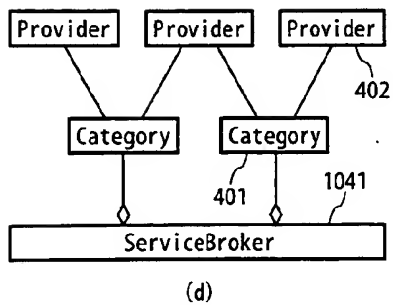 Provider Provider Provider
402
Category Category
401
1041
ServiceBroker
(d)